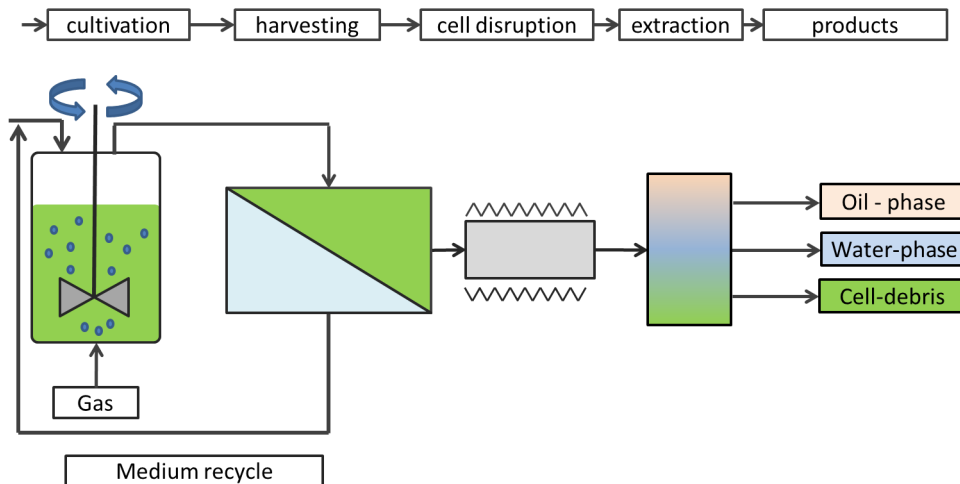 cultivation
harvesting
cell disruption
extraction
products
Oil - phase
Water-phase
Cell-debris
Gas
Medium recycle